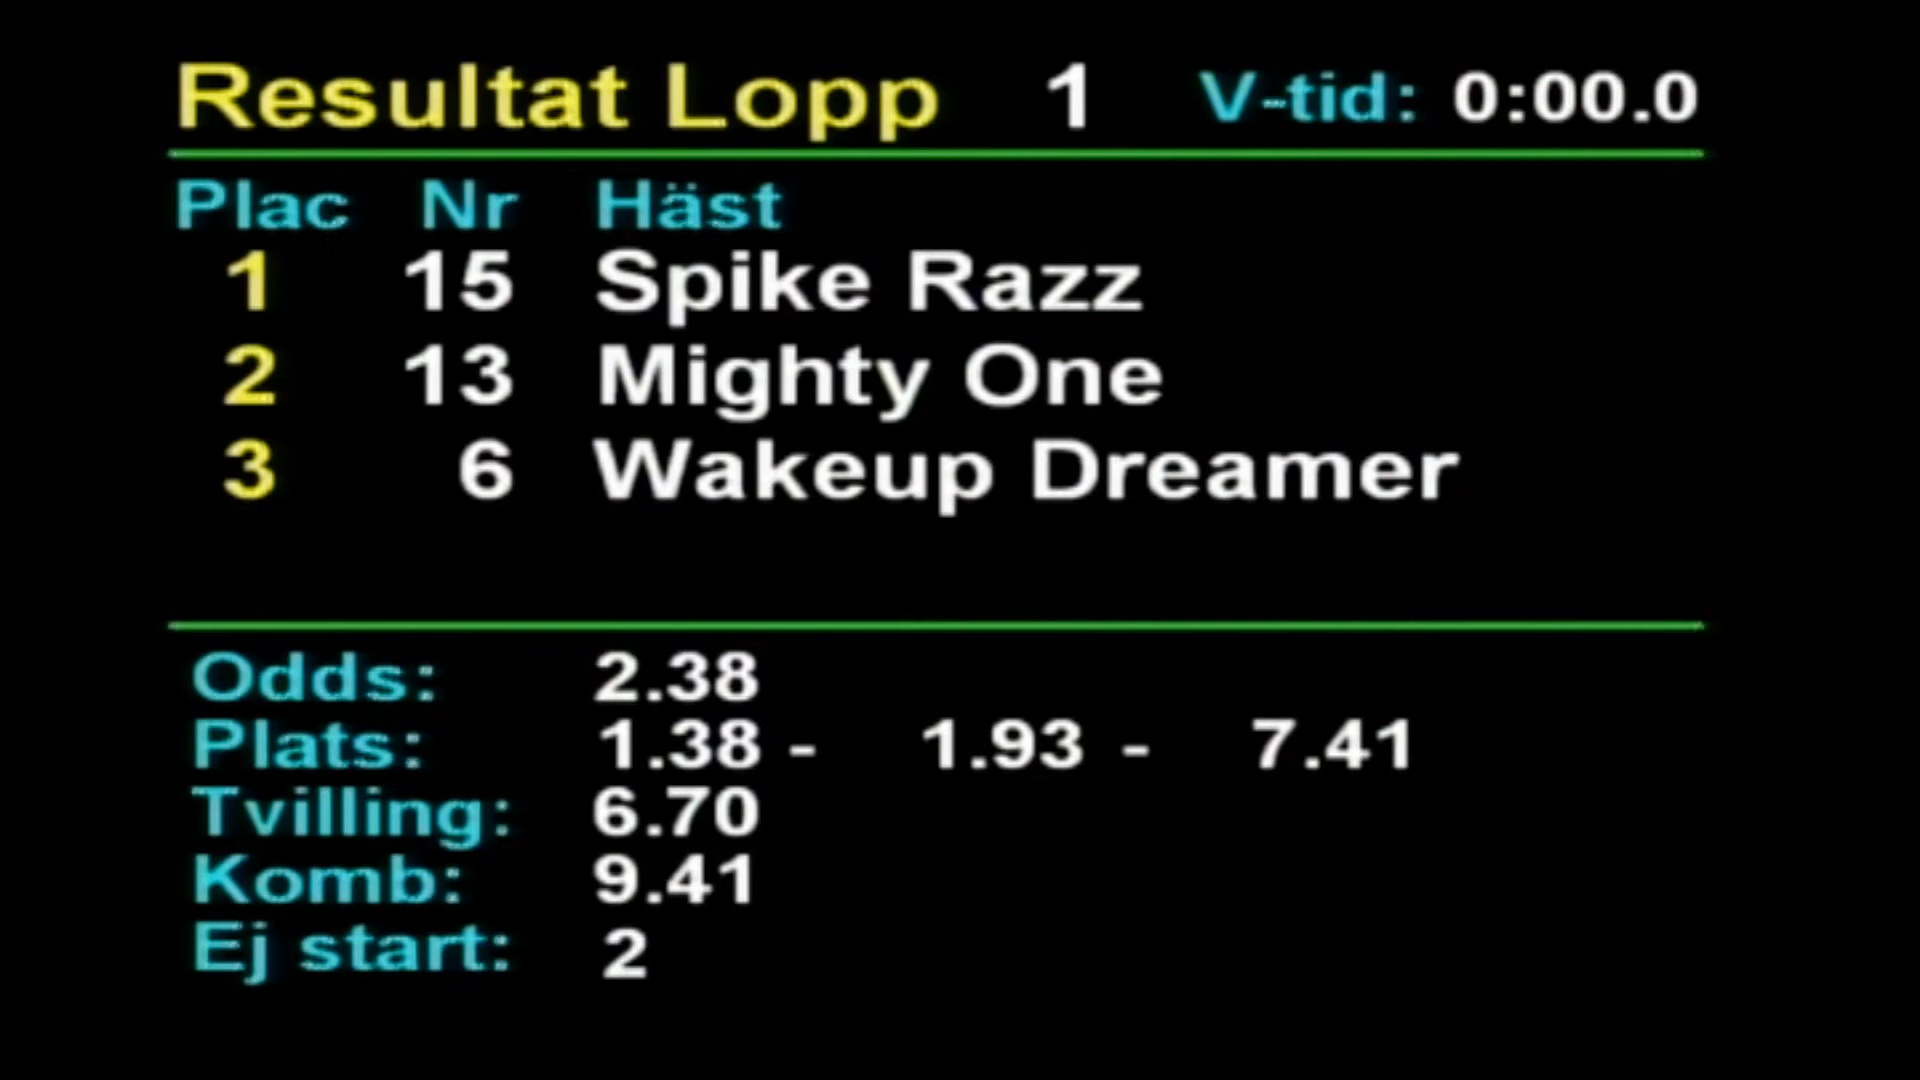 Resultat Lopp 1 V-tid: 0:00.0
Plac Nr Häst
1 15 Spike Razz
2 13 Mighty One
3 6 Wakeup Dreamer
Odds: 2.38
Plats: 1.38 - 1.93 - 7.41
Tvilling: 6.70
Komb: 9.41
Ej start: 2